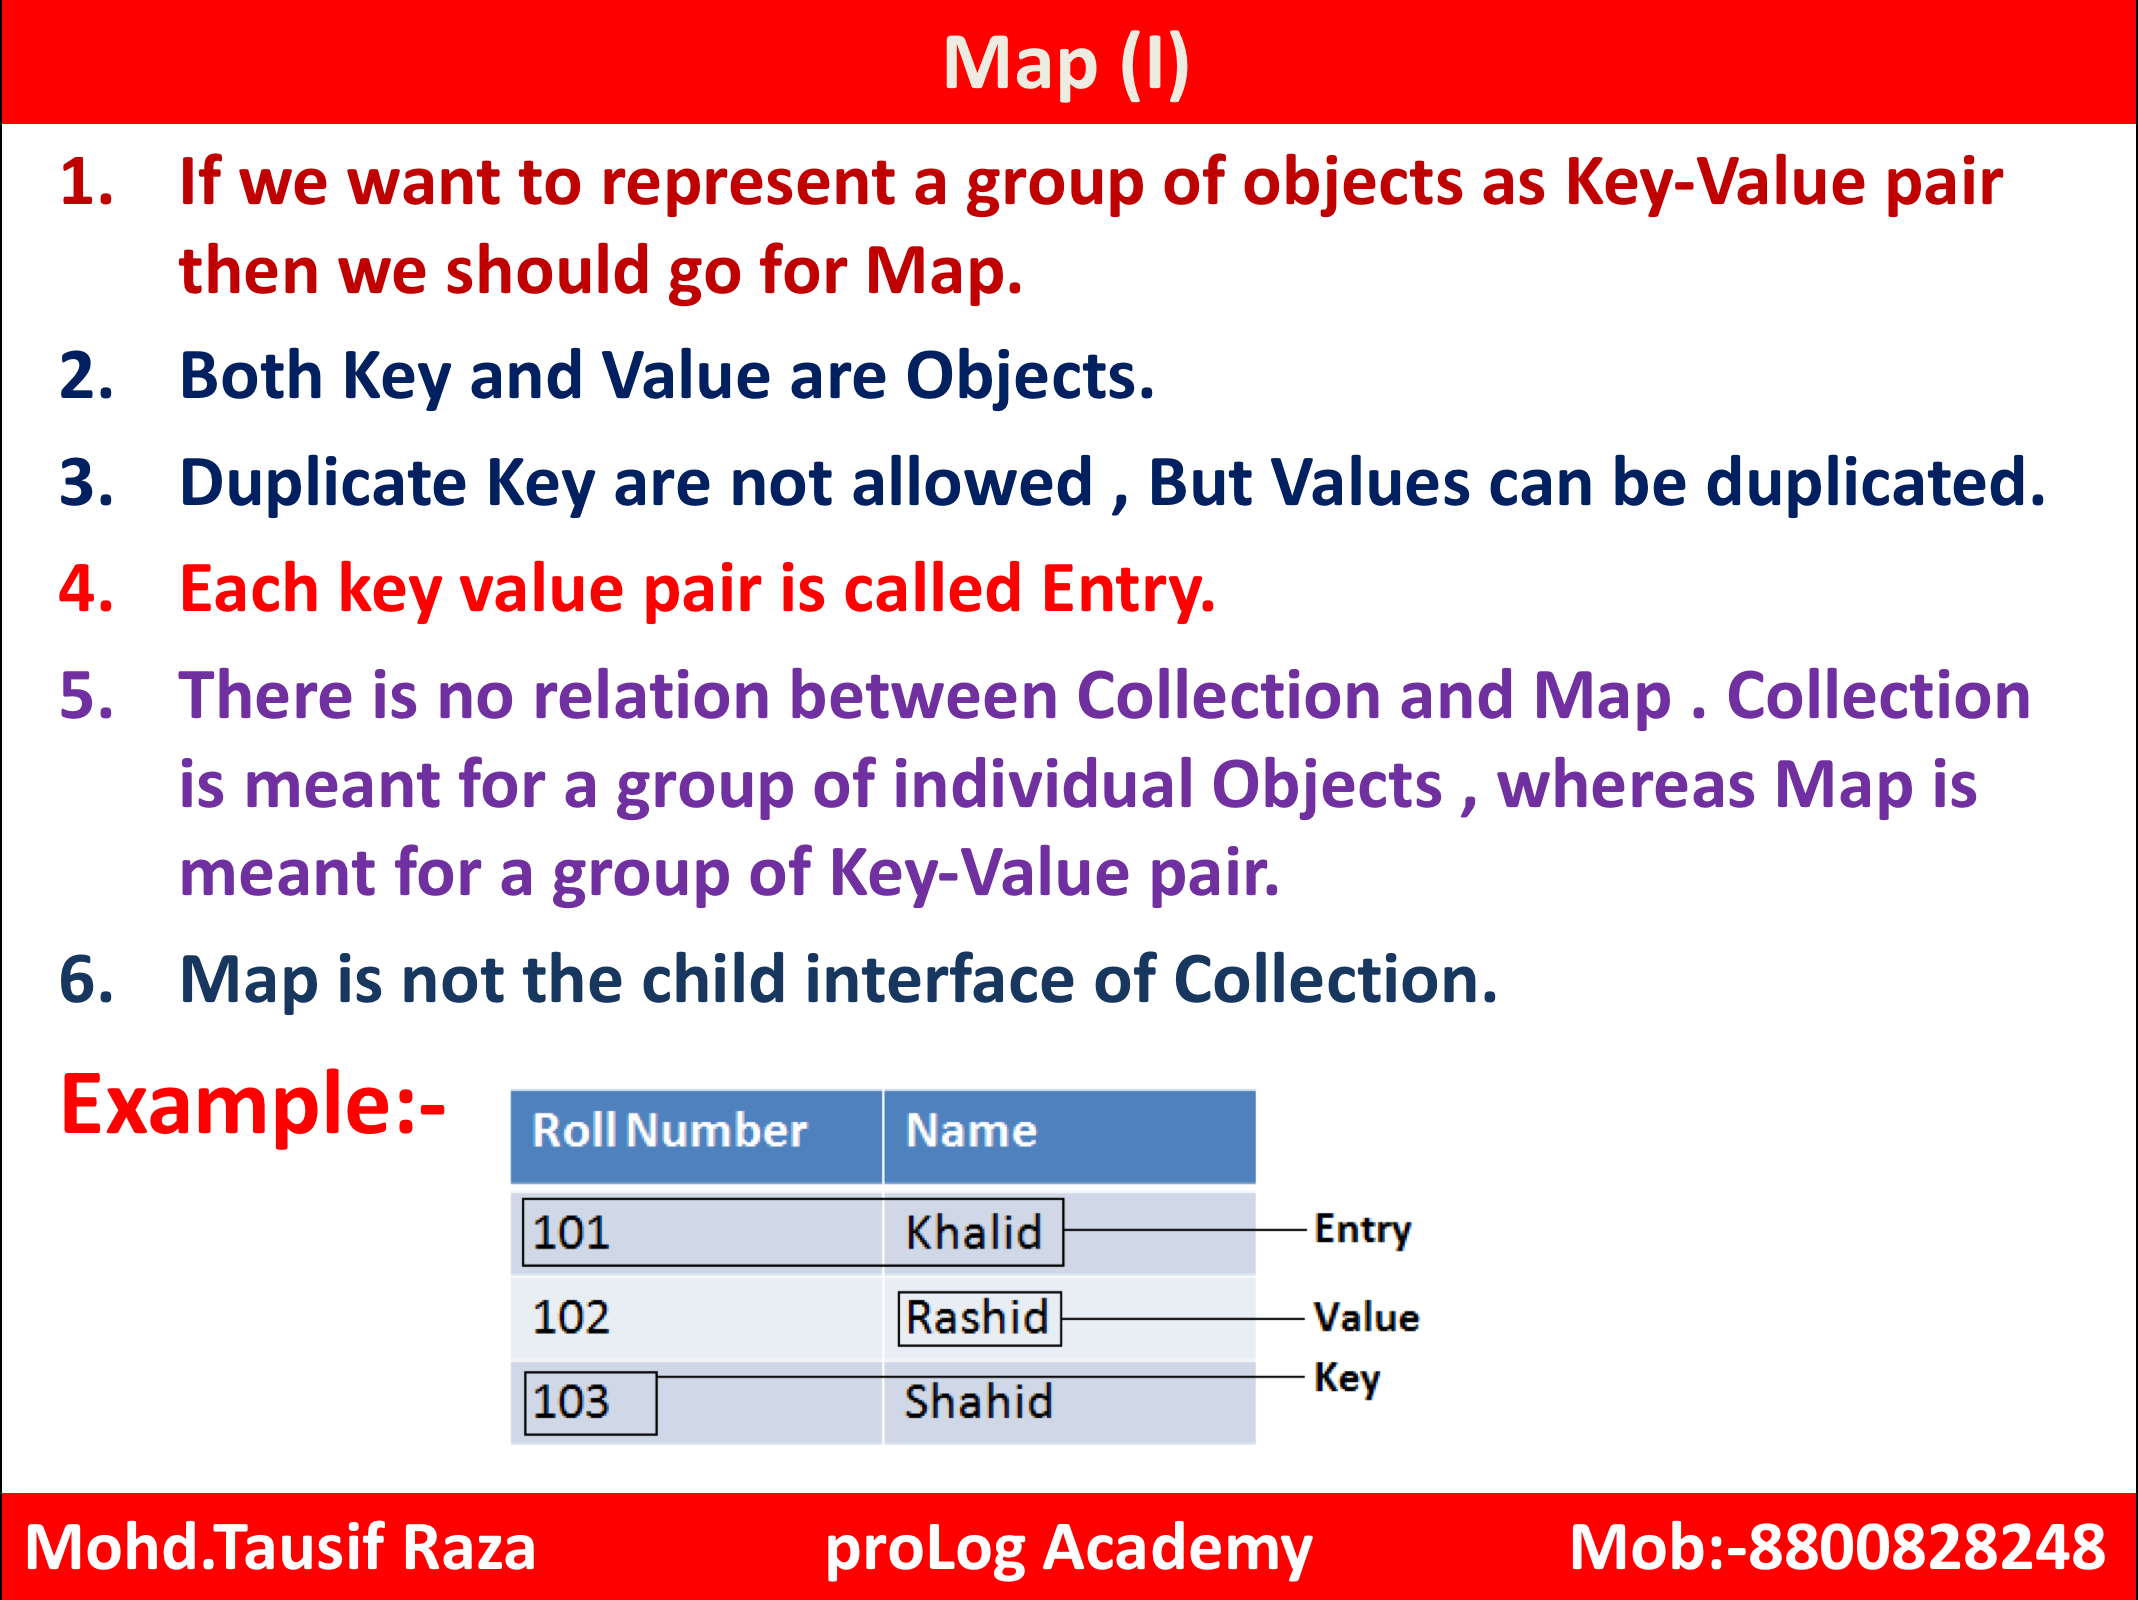 Map (I)
1. If we want to represent a group of objects as Key-Value pair
then we should go for Map.
2. Both Key and Value are Objects.
3. Duplicate Key are not allowed , But Values can be duplicated.
4. Each key value pair is called Entry.
5. There is no relation between Collection and Map . Collection
is meant for a group of individual Objects , whereas Map is
meant for a group of Key-Value pair.
6. Map is not the child interface of Collection.
Example:-
Roll Number Name
101 Khalid Entry
102 Rashid Value
103 Shahid Key
Mohd.Tausif Raza proLog Academy Mob:-8800828248